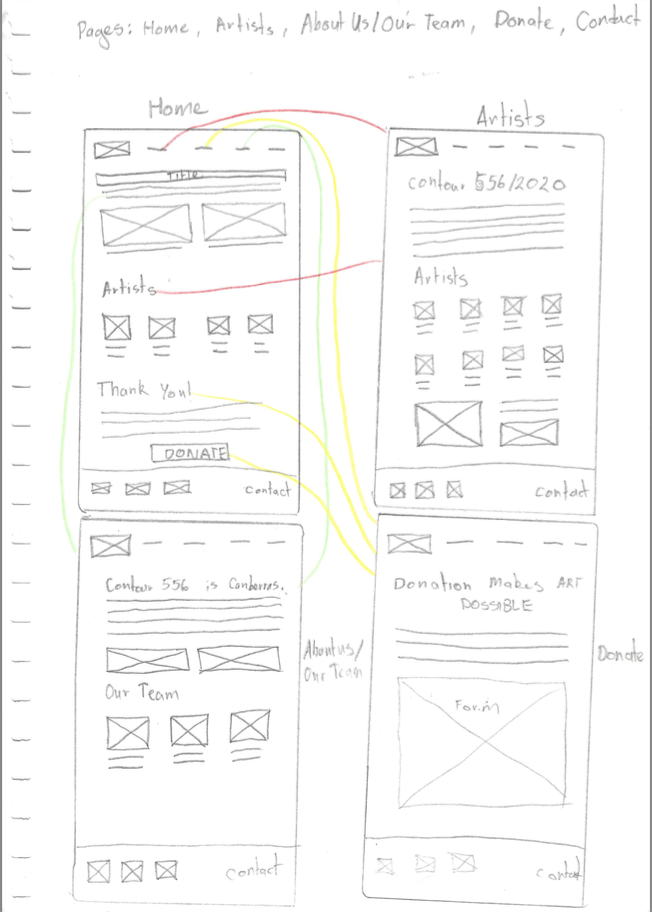 Pages: Home, Artists, About Us/Our Team, Donate, Contact
Home
Title
Artists
Thank You!
DONATE
Contact
Artists
Contour 556/2020
Artists
Contact
Contour 556 is Canberras.
Our Team
Contact
About us/
Our Team
Donation Makes ART
POSSIBLE
Form
Contact
Donate